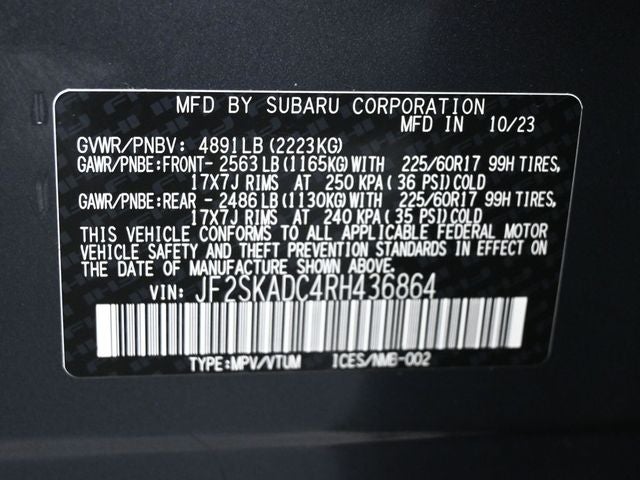 MFD BY SUBARU CORPORATION
MFD IN 10/23
GVWR/PNBV: 4891LB(2223KG)
GAWR/PNBE:FRONT- 2563LB(1165KG)WITH 225/60R17 99H TIRES,
17X7J RIMS AT 250 KPA(36 PSI)COLD
GAWR/PNBE:REAR - 2486LB(1130KG)WITH 225/60R17 99H TIRES,
17X7J RIMS AT 240 KPA(35 PSI)COLD
THIS VEHICLE CONFORMS TO ALL APPLICABLE FEDERAL MOTOR
VEHICLE SAFETY AND THEFT PREVENTION STANDARDS IN EFFECT
ON THE DATE OF MANUFACTURE SHOWN ABOVE.
VIN: JF2SKADC4RH436864
TYPE:MPV/VTUM ICES/NMB-002